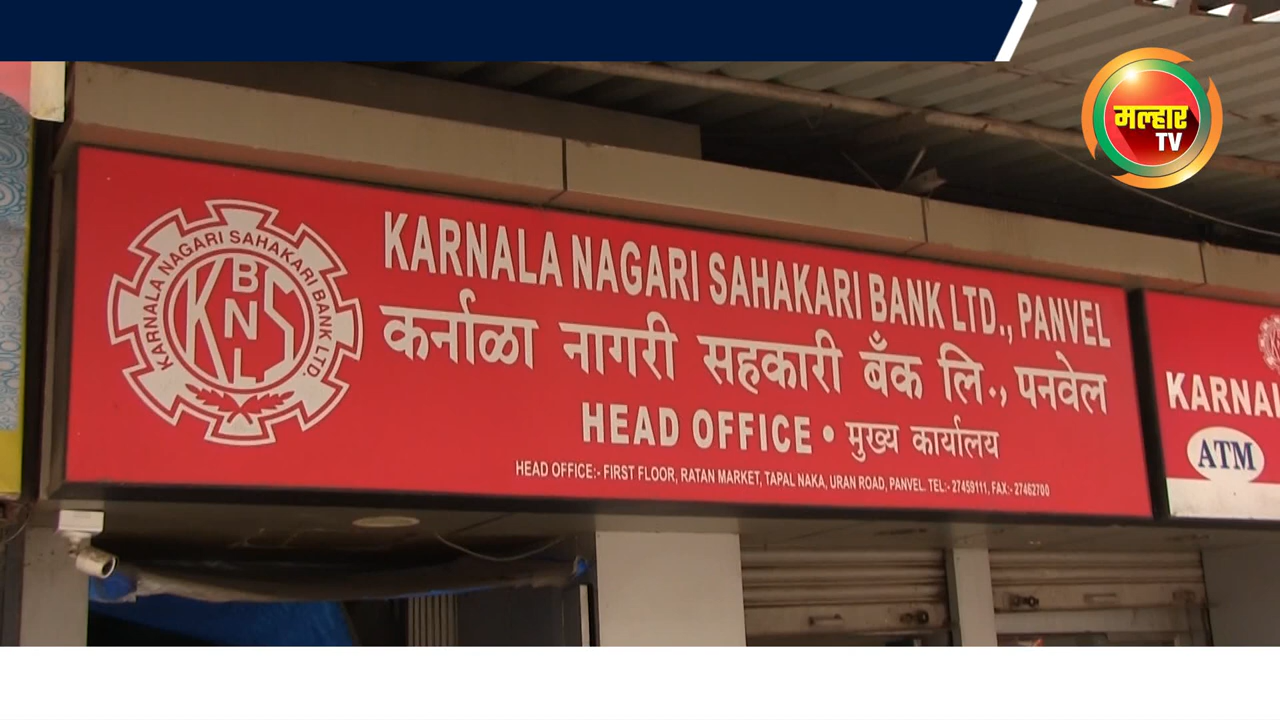 मल्हार
TV
KARNALA NAGARI SAHAKARI BANK LTD.
KBNLS
KARNALA NAGARI SAHAKARI BANK LTD., PANVEL
कर्नाळा नागरी सहकारी बँक लि., पनवेल
HEAD OFFICE • मुख्य कार्यालय
HEAD OFFICE:- FIRST FLOOR, RATAN MARKET, TAPAL NAKA, URAN ROAD, PANVEL. TEL:- 27459111, FAX:- 27462700
KARNAL
ATM